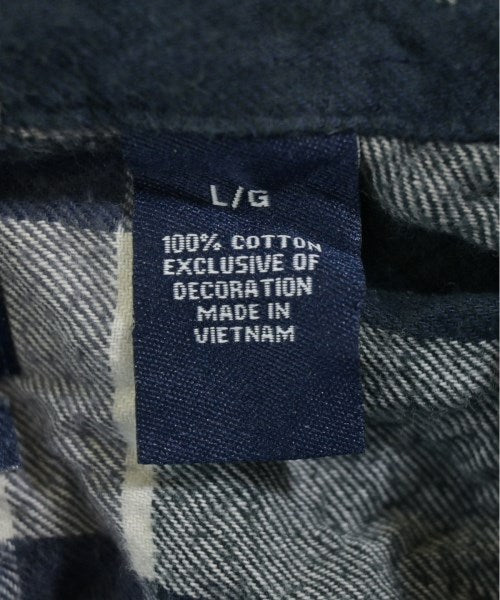 L/G
100% COTTON
EXCLUSIVE OF
DECORATION
MADE IN
VIETNAM